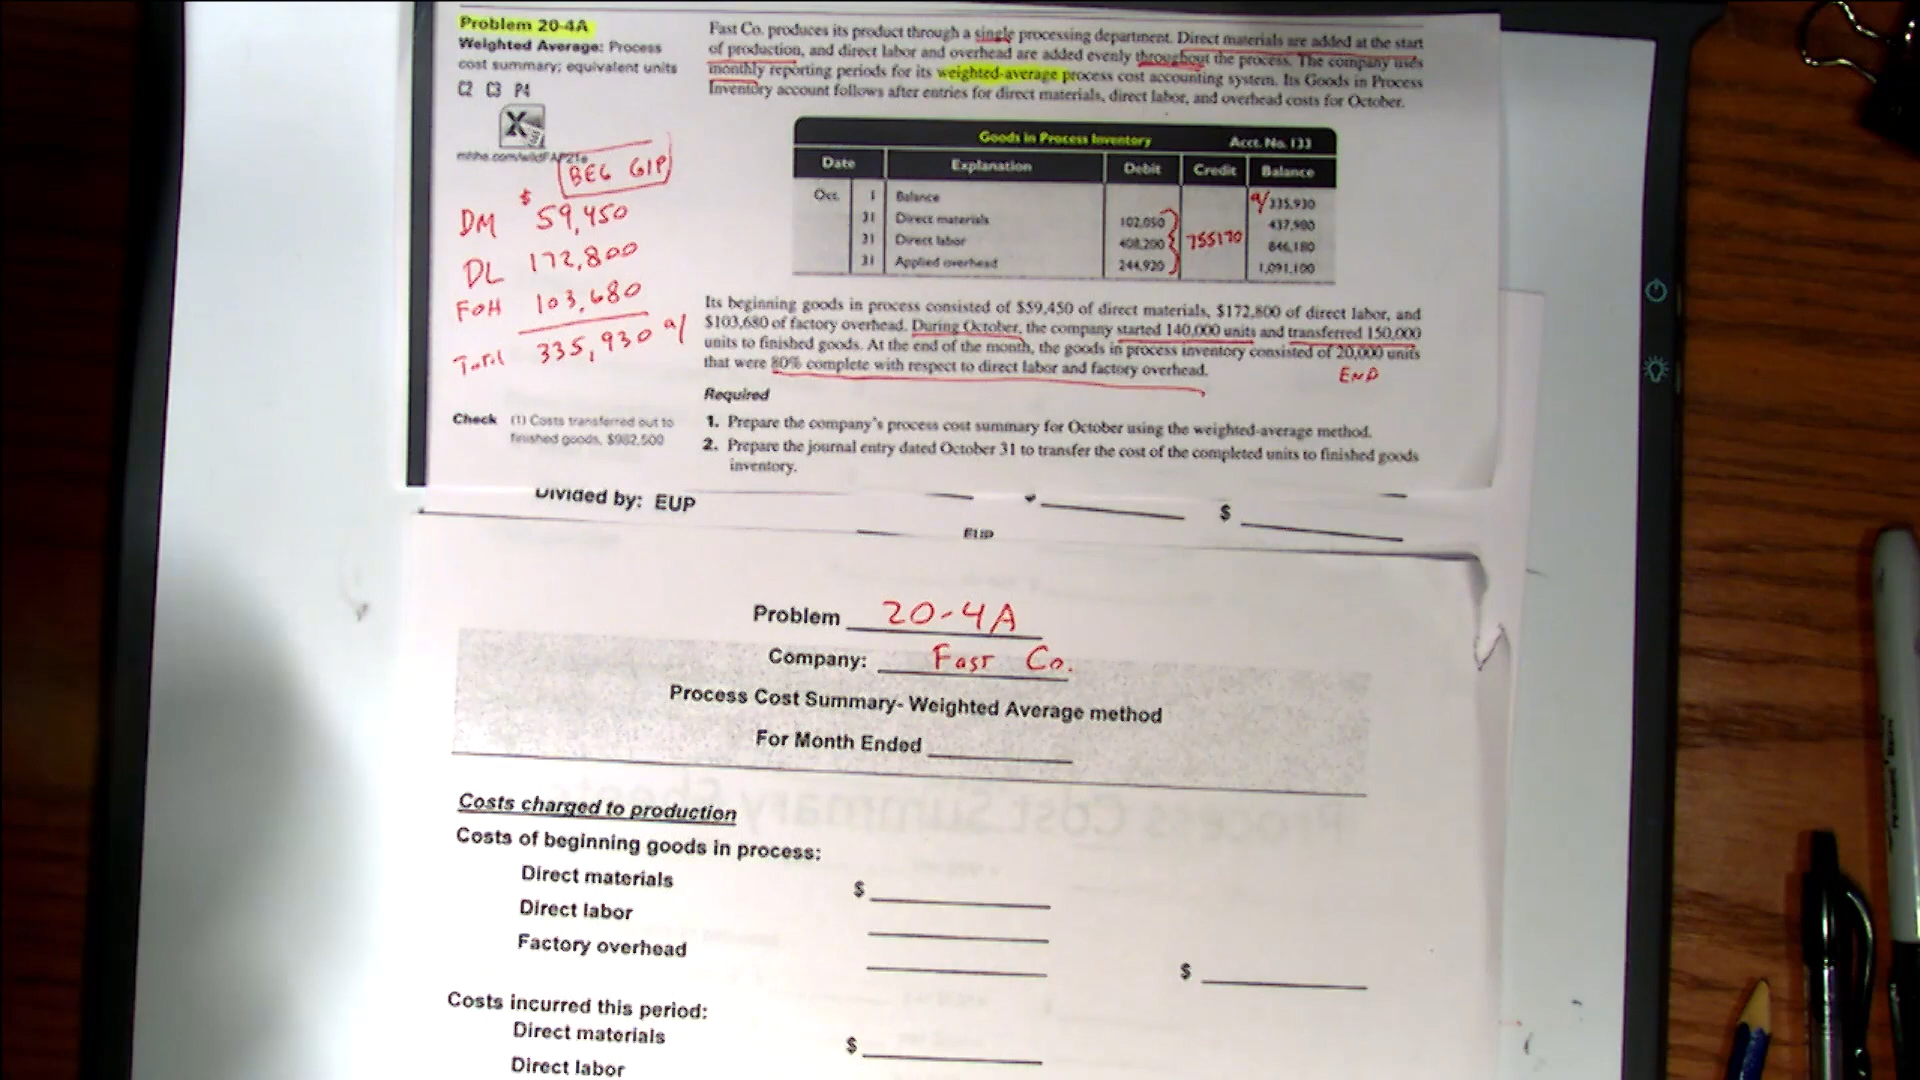 Problem 20-4A
Weighted Average: Process
cost summary; equivalent units
C2 C3 P4
Fast Co. produces its product through a single processing department. Direct materials are added at the start
of production, and direct labor and overhead are added evenly throughout the process. The company uses
monthly reporting periods for its weighted-average process cost accounting system. Its Goods in Process
Inventory account follows after entries for direct materials, direct labor, and overhead costs for October.
BEG GIP
$
DM 59,450
DL 172,800
FOH 103,680
Total 335,930 a/
Goods in Process Inventory Acct. No. 133
Date Explanation Debit Credit Balance
Oct. 1 Balance a/ 335,930
31 Direct materials 102,050 437,980
31 Direct labor 408,200 755170 846,180
31 Applied overhead 244,920 1,091,100
Its beginning goods in process consisted of $59,450 of direct materials, $172,800 of direct labor, and
$103,680 of factory overhead. During October, the company started 140,000 units and transferred 150,000
units to finished goods. At the end of the month, the goods in process inventory consisted of 20,000 units
that were 80% complete with respect to direct labor and factory overhead.
END
Required
Check (1) Costs transferred out to
finished goods, $982,500
1. Prepare the company's process cost summary for October using the weighted-average method.
2. Prepare the journal entry dated October 31 to transfer the cost of the completed units to finished goods
inventory.
Divided by: EUP
$
EUP
Problem 20-4A
Company: Fast Co.
Process Cost Summary- Weighted Average method
For Month Ended
Costs charged to production
Costs of beginning goods in process:
Direct materials $
Direct labor
Factory overhead $
Costs incurred this period:
Direct materials $
Direct labor